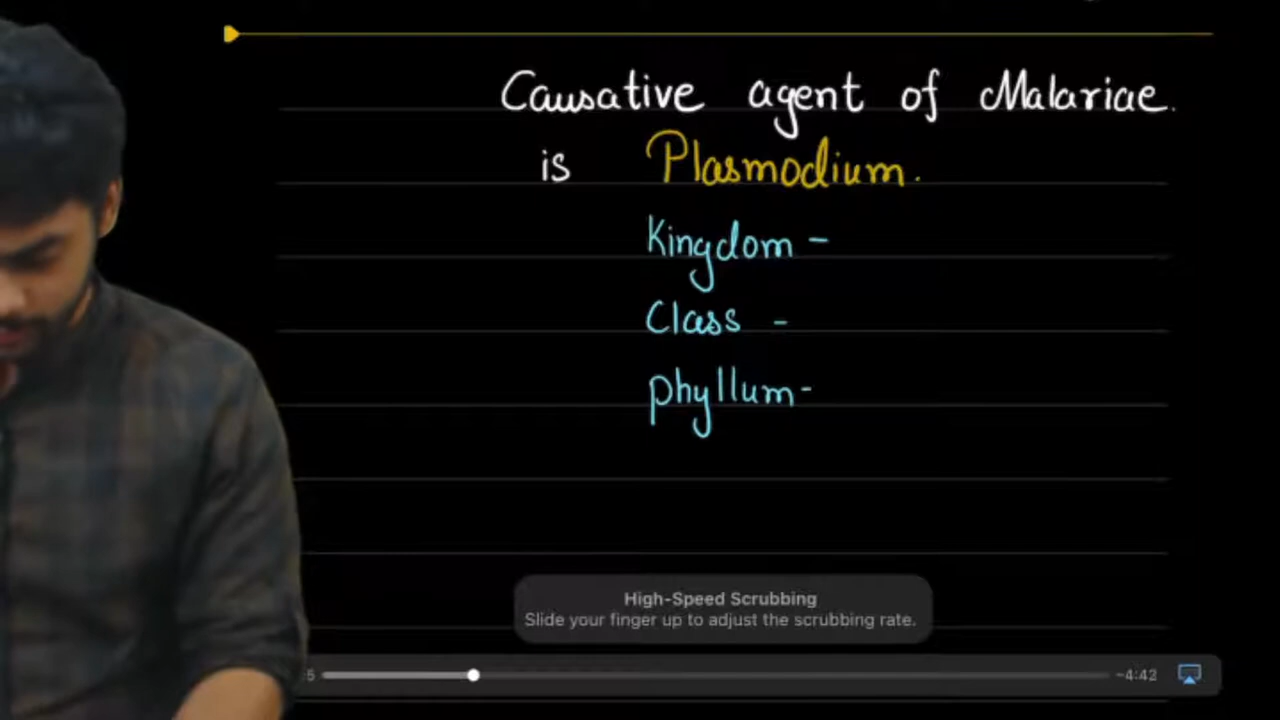 Causative agent of Malariae.
is Plasmodium.
Kingdom -
Class -
phyllum-
High-Speed Scrubbing
Slide your finger up to adjust the scrubbing rate.
5 -4:42